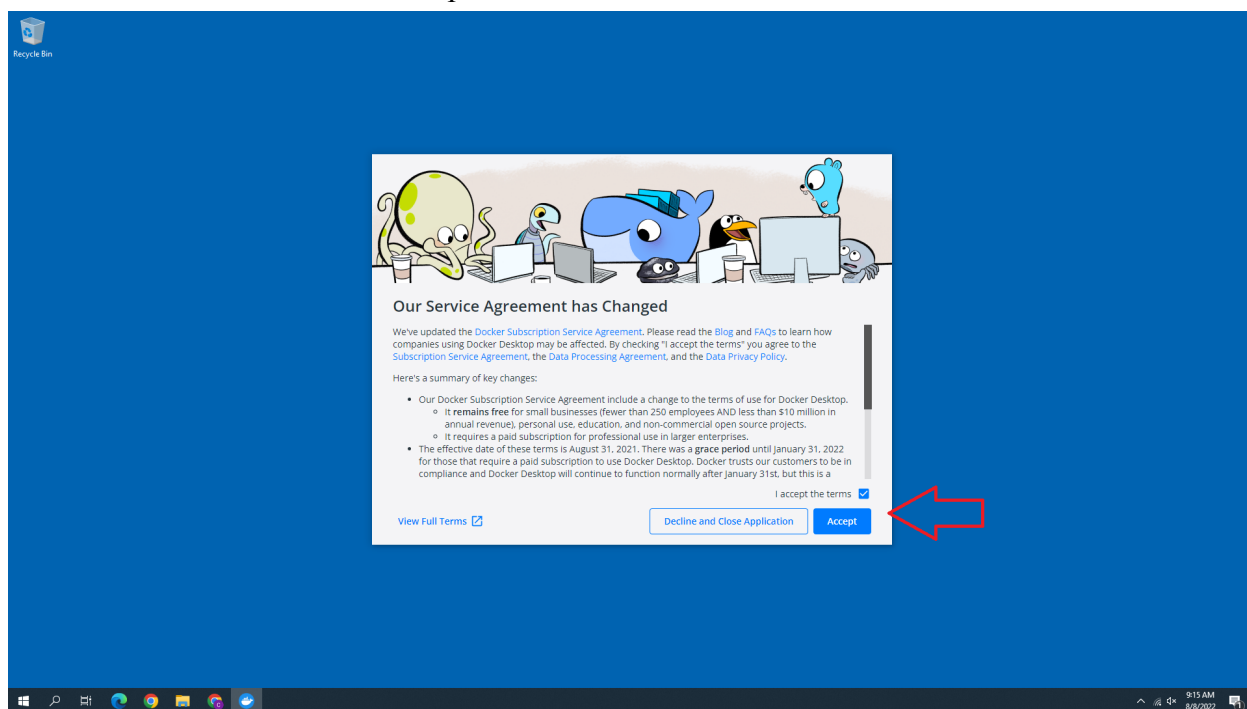 Recycle Bin
Our Service Agreement has Changed
We've updated the Docker Subscription Service Agreement. Please read the Blog and FAQs to learn how
companies using Docker Desktop may be affected. By checking "I accept the terms" you agree to the
Subscription Service Agreement, the Data Processing Agreement, and the Data Privacy Policy.
Here's a summary of key changes:
• Our Docker Subscription Service Agreement include a change to the terms of use for Docker Desktop.
◦ It remains free for small businesses (fewer than 250 employees AND less than $10 million in
annual revenue), personal use, education, and non-commercial open source projects.
◦ It requires a paid subscription for professional use in larger enterprises.
• The effective date of these terms is August 31, 2021. There was a grace period until January 31, 2022
for those that require a paid subscription to use Docker Desktop. Docker trusts our customers to be in
compliance and Docker Desktop will continue to function normally after January 31st, but this is a
I accept the terms
View Full Terms
Decline and Close Application
Accept
9:15 AM
8/8/2022